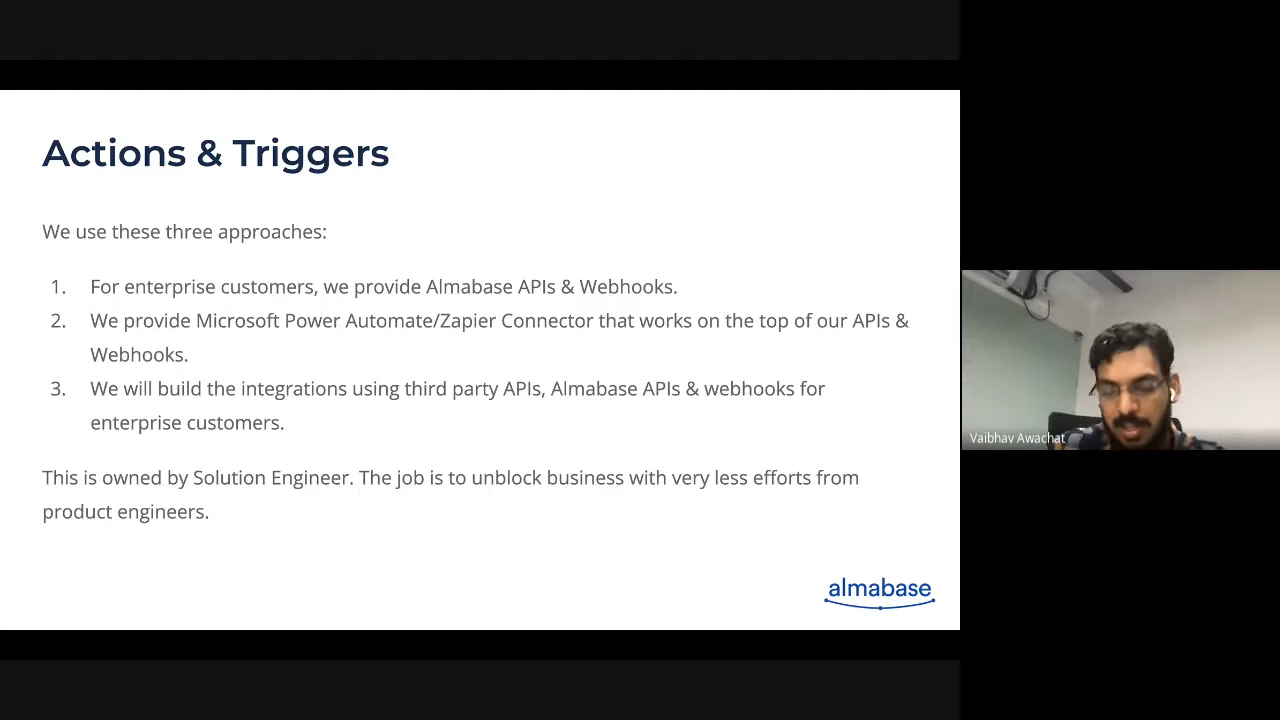 Actions & Triggers
We use these three approaches:
1. For enterprise customers, we provide Almabase APIs & Webhooks.
2. We provide Microsoft Power Automate/Zapier Connector that works on the top of our APIs &
Webhooks.
3. We will build the integrations using third party APIs, Almabase APIs & webhooks for
enterprise customers.
This is owned by Solution Engineer. The job is to unblock business with very less efforts from
product engineers.
almabase
Vaibhav Awachat